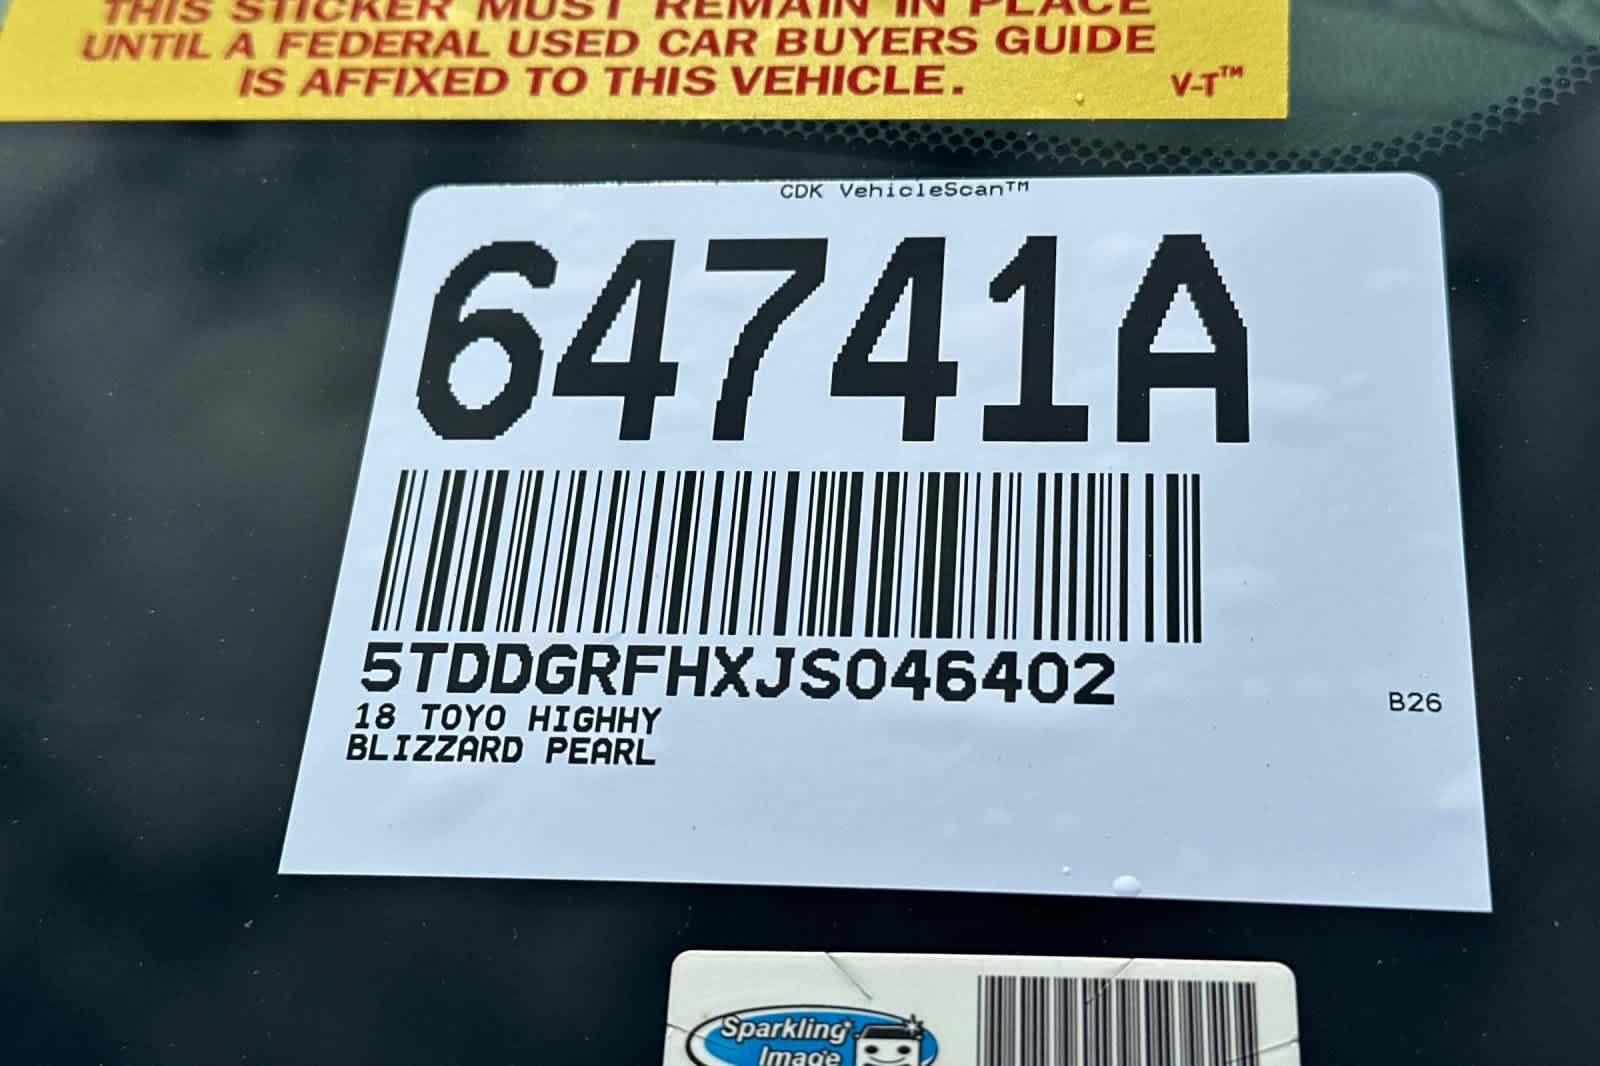 THIS STICKER MUST REMAIN IN PLACE
UNTIL A FEDERAL USED CAR BUYERS GUIDE
IS AFFIXED TO THIS VEHICLE.
V-T™
CDK VehicleScan™
64741A
5TDDGRFHXJS046402
18 TOYO HIGHHY
BLIZZARD PEARL
B26
Sparkling
Image